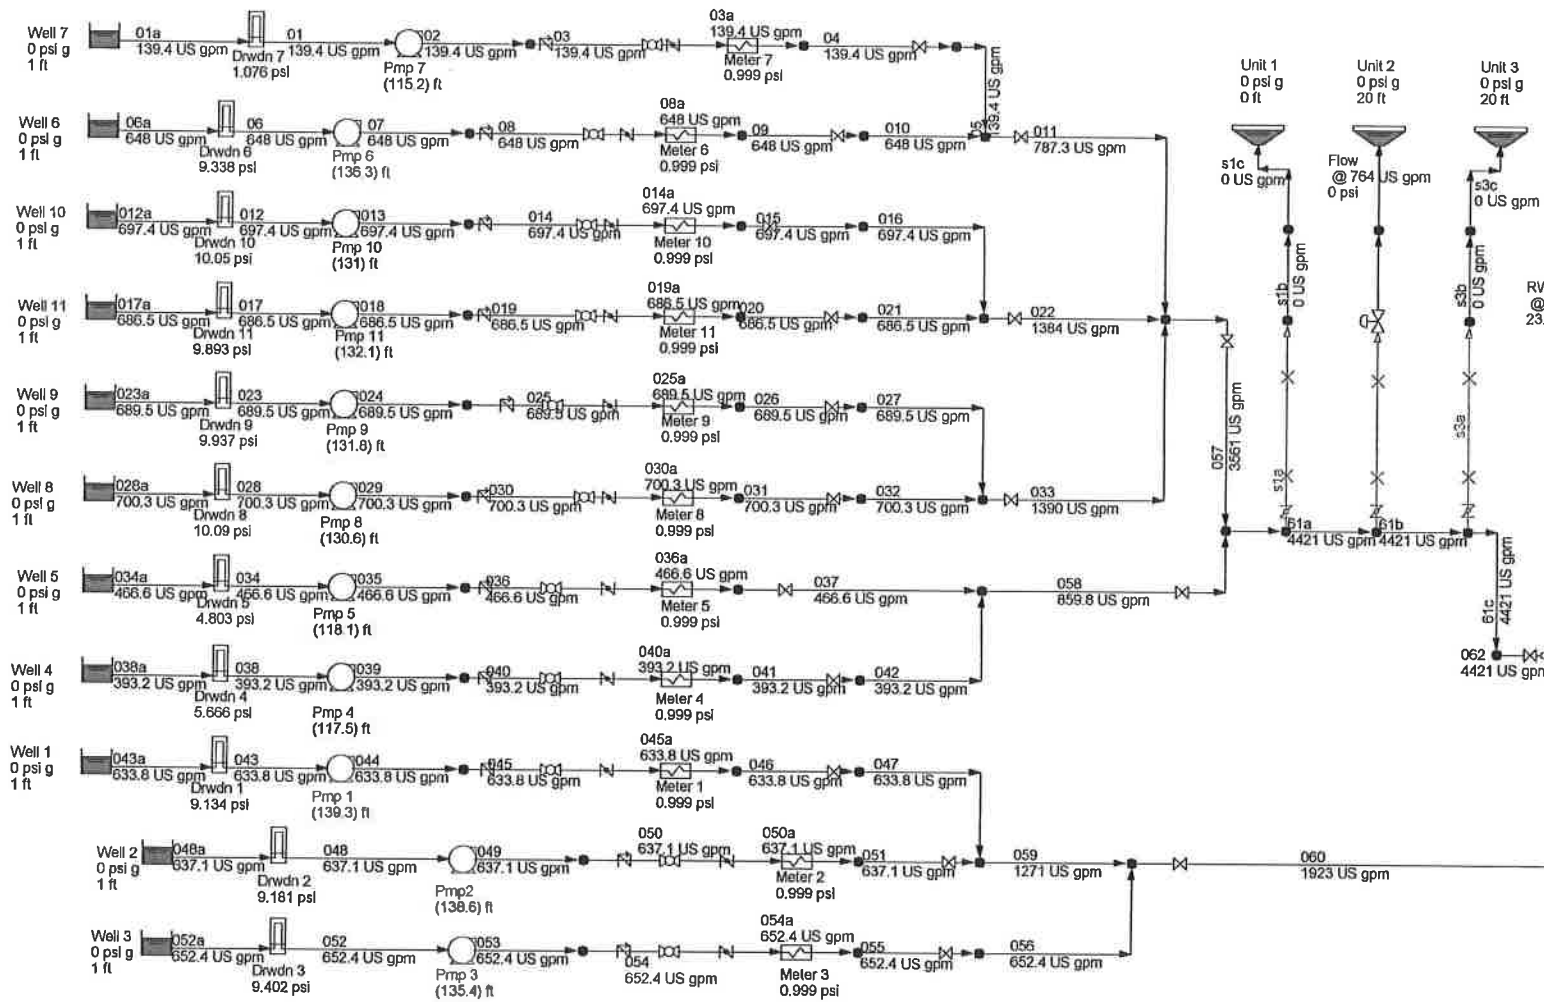 Well 7
0 psi g
1 ft
01a
139.4 US gpm
Drwdn 7
1.076 psi
01
139.4 US gpm
Pmp 7
(115.2) ft
02
139.4 US gpm
03
139.4 US gpm
03a
139.4 US gpm
Meter 7
0.999 psi
04
139.4 US gpm
05
139.4 US gpm
Well 6
0 psi g
1 ft
06a
648 US gpm
Drwdn 6
9.338 psi
06
648 US gpm
Pmp 6
(136.3) ft
07
648 US gpm
08
648 US gpm
08a
648 US gpm
Meter 6
0.999 psi
09
648 US gpm
010
648 US gpm
011
787.3 US gpm
Well 10
0 psi g
1 ft
012a
697.4 US gpm
Drwdn 10
10.05 psi
012
697.4 US gpm
Pmp 10
(131) ft
013
697.4 US gpm
014
697.4 US gpm
014a
697.4 US gpm
Meter 10
0.999 psi
015
697.4 US gpm
016
697.4 US gpm
Well 11
0 psi g
1 ft
017a
686.5 US gpm
Drwdn 11
9.893 psi
017
686.5 US gpm
Pmp 11
(132.1) ft
018
686.5 US gpm
019
686.5 US gpm
019a
686.5 US gpm
Meter 11
0.999 psi
020
686.5 US gpm
021
686.5 US gpm
022
1384 US gpm
Well 9
0 psi g
1 ft
023a
689.5 US gpm
Drwdn 9
9.937 psi
023
689.5 US gpm
Pmp 9
(131.8) ft
024
689.5 US gpm
025
689.5 US gpm
025a
689.5 US gpm
Meter 9
0.999 psi
026
689.5 US gpm
027
689.5 US gpm
Well 8
0 psi g
1 ft
028a
700.3 US gpm
Drwdn 8
10.09 psi
028
700.3 US gpm
Pmp 8
(130.6) ft
029
700.3 US gpm
030
700.3 US gpm
030a
700.3 US gpm
Meter 8
0.999 psi
031
700.3 US gpm
032
700.3 US gpm
033
1390 US gpm
Well 5
0 psi g
1 ft
034a
466.6 US gpm
Drwdn 5
4.803 psi
034
466.6 US gpm
Pmp 5
(118.1) ft
035
466.6 US gpm
036
466.6 US gpm
036a
466.6 US gpm
Meter 5
0.999 psi
037
466.6 US gpm
058
859.8 US gpm
Well 4
0 psi g
1 ft
038a
393.2 US gpm
Drwdn 4
5.666 psi
038
393.2 US gpm
Pmp 4
(117.5) ft
039
393.2 US gpm
040
393.2 US gpm
040a
393.2 US gpm
Meter 4
0.999 psi
041
393.2 US gpm
042
393.2 US gpm
Well 1
0 psi g
1 ft
043a
633.8 US gpm
Drwdn 1
9.134 psi
043
633.8 US gpm
Pmp 1
(139.3) ft
044
633.8 US gpm
045
633.8 US gpm
045a
633.8 US gpm
Meter 1
0.999 psi
046
633.8 US gpm
047
633.8 US gpm
Well 2
0 psi g
1 ft
048a
637.1 US gpm
Drwdn 2
9.181 psi
048
637.1 US gpm
Pmp2
(138.6) ft
049
637.1 US gpm
050
637.1 US gpm
050a
637.1 US gpm
Meter 2
0.999 psi
051
637.1 US gpm
059
1271 US gpm
060
1923 US gpm
Well 3
0 psi g
1 ft
052a
652.4 US gpm
Drwdn 3
9.402 psi
052
652.4 US gpm
Pmp 3
(135.4) ft
053
652.4 US gpm
054
652.4 US gpm
054a
652.4 US gpm
Meter 3
0.999 psi
055
652.4 US gpm
056
652.4 US gpm
057
3561 US gpm
Unit 1
0 psi g
0 ft
s1c
0 US gpm
s1b
0 US gpm
s1a
Unit 2
0 psi g
20 ft
Flow
@ 764 US gpm
0 psi
Unit 3
0 psi g
20 ft
s3c
0 US gpm
s3b
0 US gpm
s3a
61a
4421 US gpm
61b
4421 US gpm
61c
4421 US gpm
062
4421 US gpm
@
23.